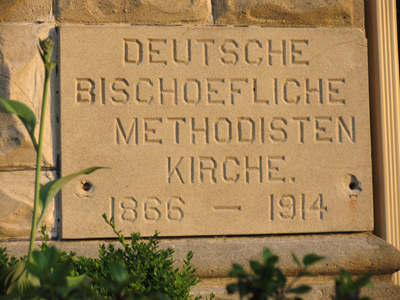 DEUTSCHE
BISCHOEFLICHE
METHODISTEN
KIRCHE.
1866 — 1914